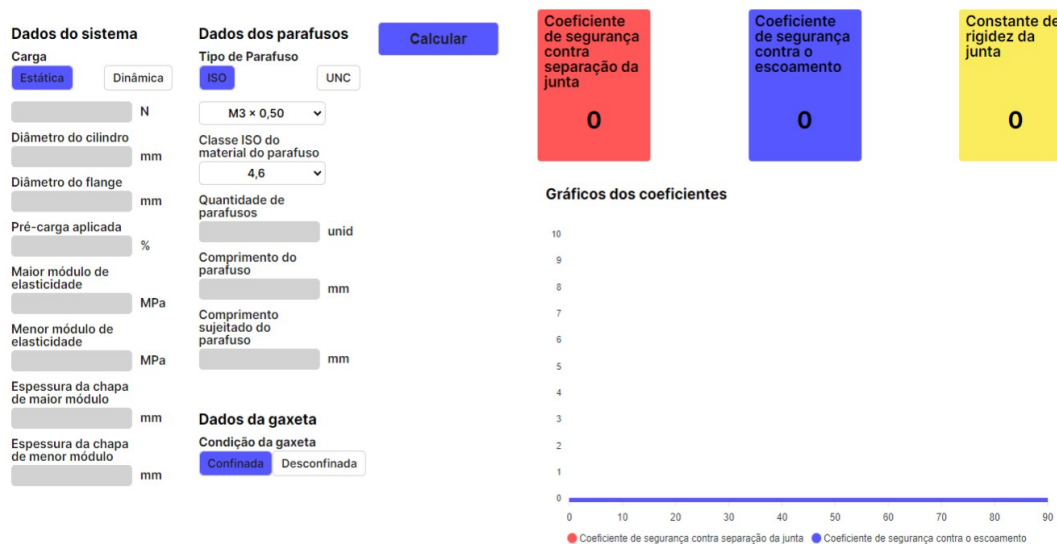 Dados do sistema
Carga
Estática
Dinâmica
N
Diâmetro do cilindro
mm
Diâmetro do flange
mm
Pré-carga aplicada
%
Maior módulo de
elasticidade
MPa
Menor módulo de
elasticidade
MPa
Espessura da chapa
de maior módulo
mm
Espessura da chapa
de menor módulo
mm
Dados dos parafusos
Tipo de Parafuso
ISO
UNC
M3 × 0,50
Classe ISO do
material do parafuso
4,6
Quantidade de
parafusos
unid
Comprimento do
parafuso
mm
Comprimento
sujeitado do
parafuso
mm
Dados da gaxeta
Condição da gaxeta
Confinada
Desconfinada
Calcular
Coeficiente
de segurança
contra
separação da
junta
0
Coeficiente
de segurança
contra o
escoamento
0
Constante de
rigidez da
junta
0
Gráficos dos coeficientes
10
9
8
7
6
5
4
3
2
1
0
0 10 20 30 40 50 60 70 80 90
Coeficiente de segurança contra separação da junta
Coeficiente de segurança contra o escoamento